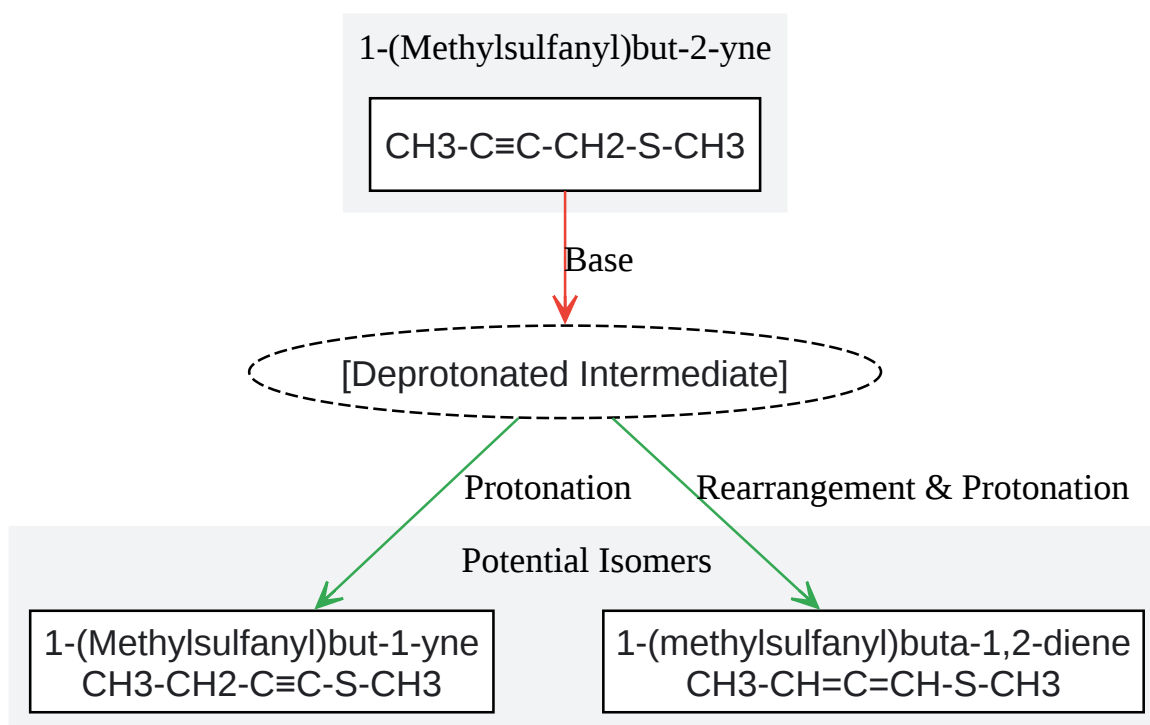 1-(Methylsulfanyl)but-2-yne
CH3-C≡C-CH2-S-CH3
Base
[Deprotonated Intermediate]
Protonation
Rearrangement & Protonation
Potential Isomers
1-(Methylsulfanyl)but-1-yne
CH3-CH2-C≡C-S-CH3
1-(methylsulfanyl)buta-1,2-diene
CH3-CH=C=CH-S-CH3